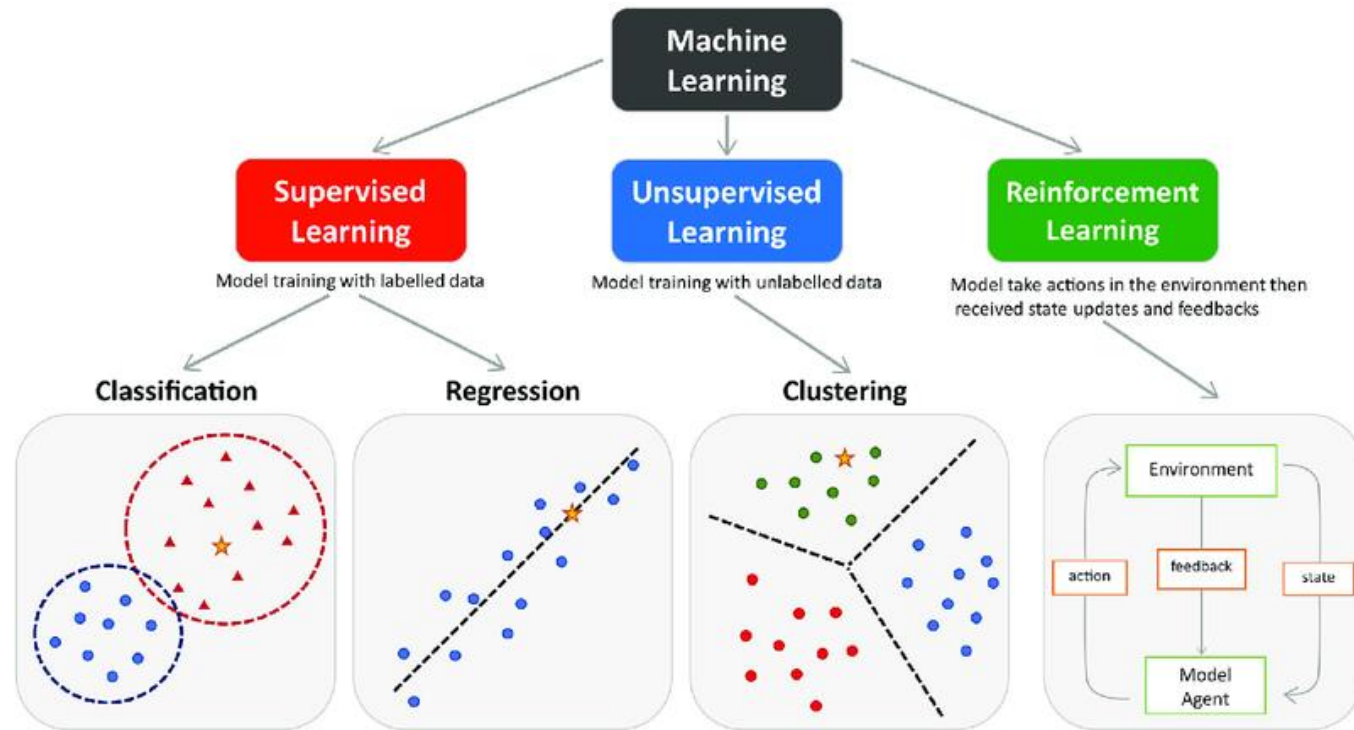 Machine
Learning
Supervised
Learning
Unsupervised
Learning
Reinforcement
Learning
Model training with labelled data
Model training with unlabelled data
Model take actions in the environment then
received state updates and feedbacks
Classification
Regression
Clustering
Environment
action
feedback
state
Model
Agent